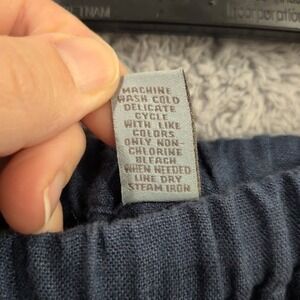 MACHINE
WASH COLD
DELICATE
CYCLE
WITH LIKE
COLORS
ONLY NON-
CHLORINE
BLEACH
WHEN NEEDED
LINE DRY
STEAM IRON